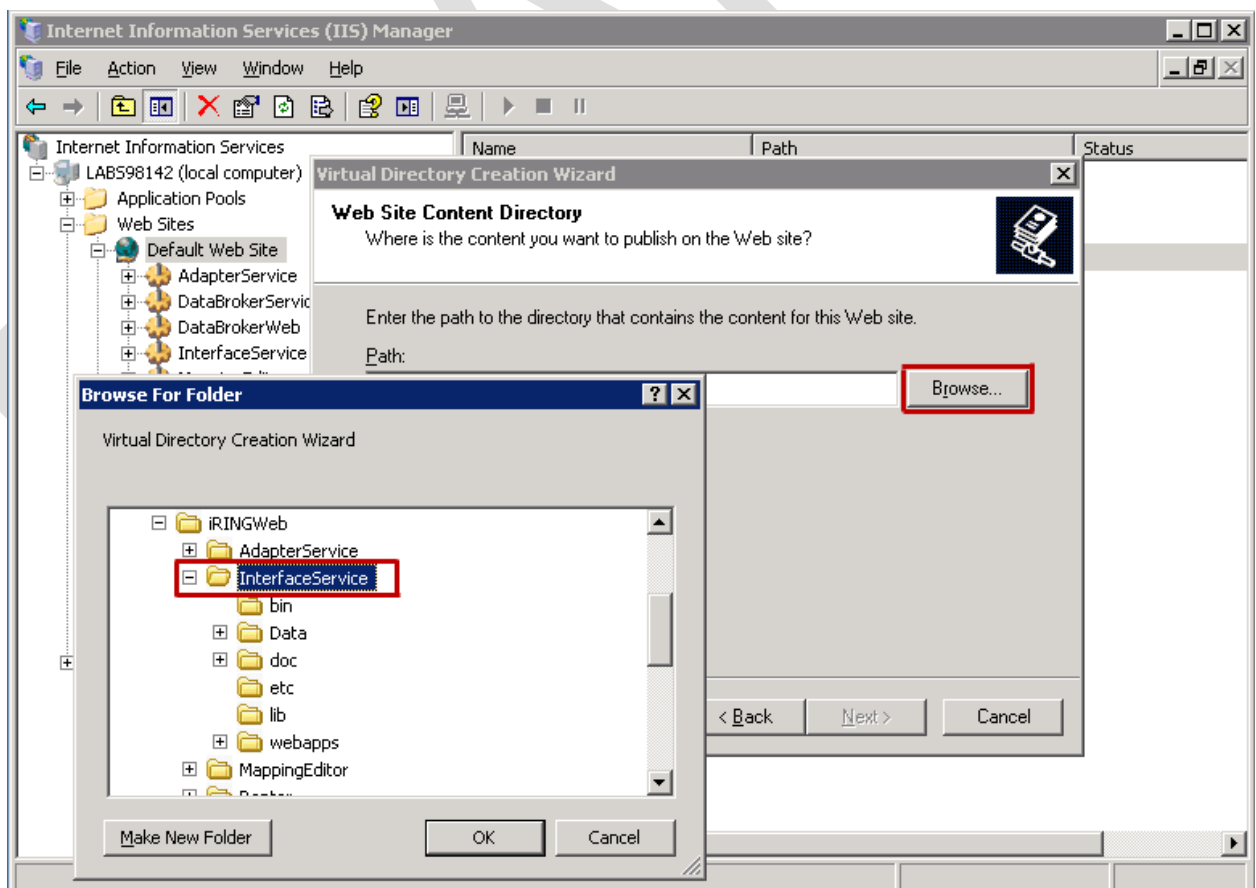 Internet Information Services (IIS) Manager
File Action View Window Help
Internet Information Services
Name Path Status
LABS98142 (local computer)
Application Pools
Web Sites
Default Web Site
AdapterService
DataBrokerServic
DataBrokerWeb
InterfaceService
Virtual Directory Creation Wizard
Web Site Content Directory
Where is the content you want to publish on the Web site?
Enter the path to the directory that contains the content for this Web site.
Path:
Browse...
< Back Next > Cancel
Browse For Folder
Virtual Directory Creation Wizard
iRINGWeb
AdapterService
InterfaceService
bin
Data
doc
etc
lib
webapps
MappingEditor
Make New Folder OK Cancel